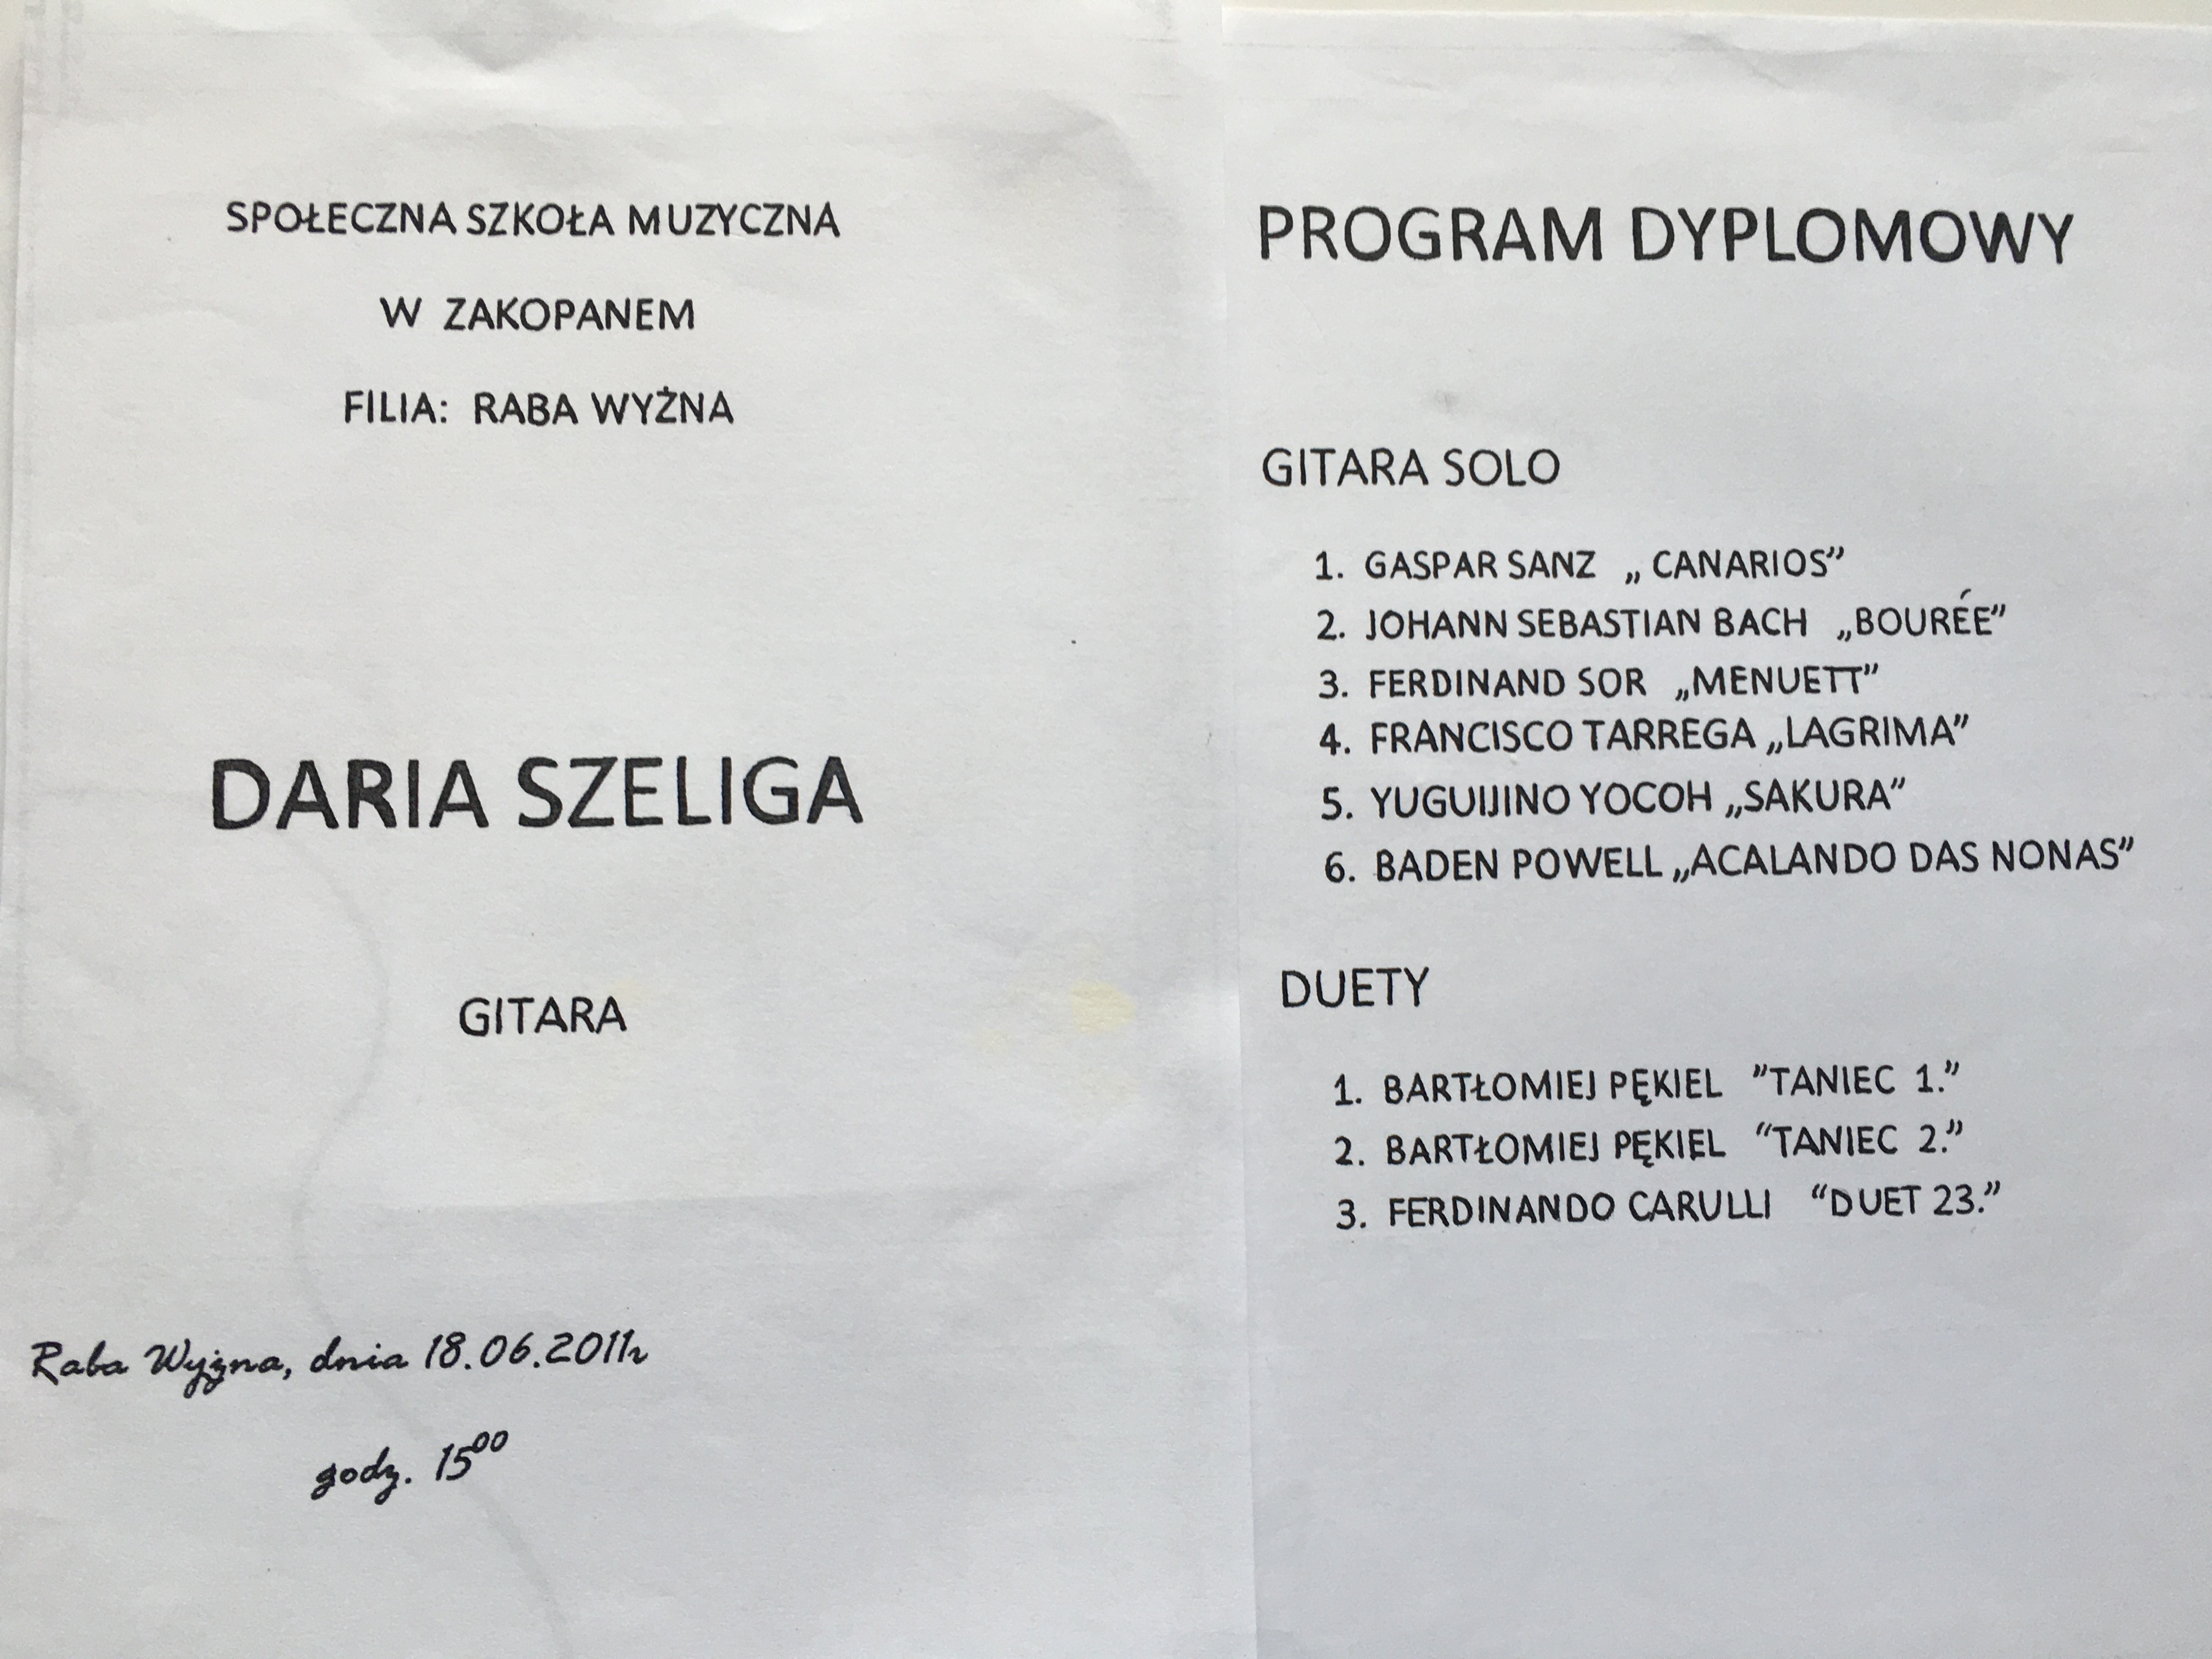 SPOŁECZNA SZKOŁA MUZYCZNA
W ZAKOPANEM
FILIA: RABA WYŻNA
DARIA SZELIGA
GITARA
Raba Wyżna, dnia 18.06.2011r
godz. 15⁰⁰
PROGRAM DYPLOMOWY
GITARA SOLO
1. GASPAR SANZ „ CANARIOS”
2. JOHANN SEBASTIAN BACH „BOURÉE”
3. FERDINAND SOR „MENUETT”
4. FRANCISCO TARREGA „LAGRIMA”
5. YUGUIJINO YOCOH „SAKURA”
6. BADEN POWELL „ACALANDO DAS NONAS”
DUETY
1. BARTŁOMIEJ PĘKIEL ”TANIEC 1.”
2. BARTŁOMIEJ PĘKIEL “TANIEC 2.”
3. FERDINANDO CARULLI “DUET 23.”